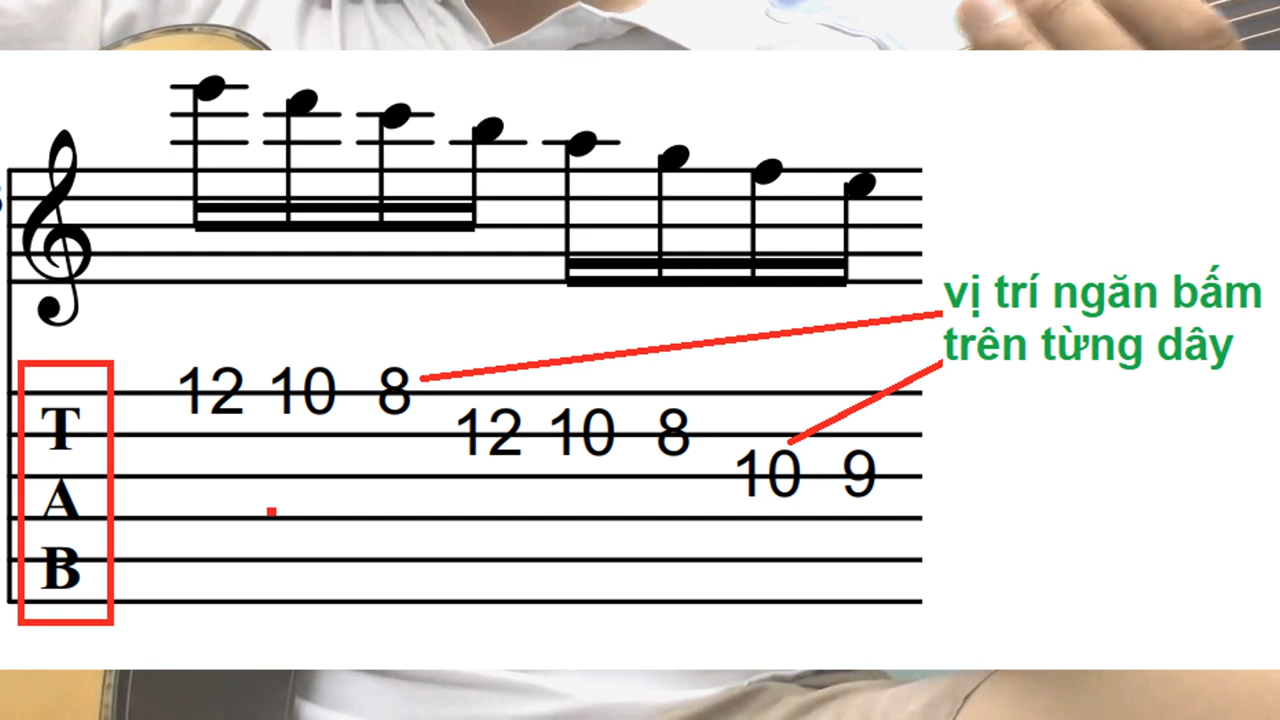 vị trí ngăn bấm
trên từng dây
12 10 8
T
12 10 8
10 9
A
B